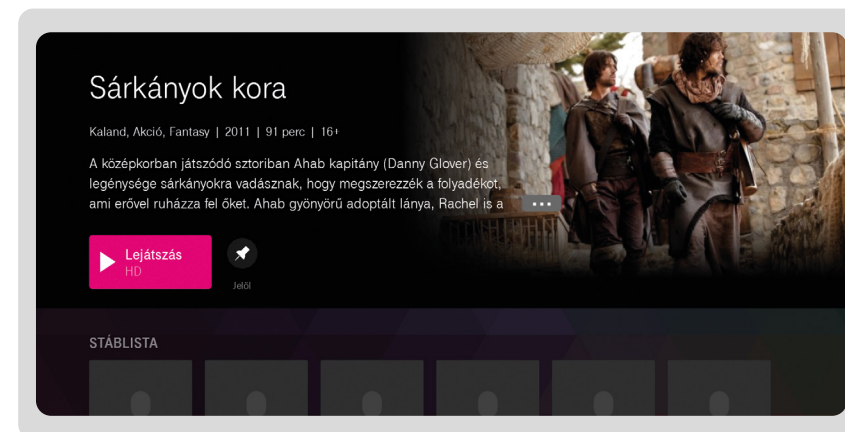 Sárkányok kora
Kaland, Akció, Fantasy | 2011 | 91 perc | 16+
A középkorban játszódó sztoriban Ahab kapitány (Danny Glover) és
legénysége sárkányokra vadásznak, hogy megszerezzék a folyadékot,
ami erővel ruházza fel őket. Ahab gyönyörű adoptált lánya, Rachel is a ...
Lejátszás
HD
Jelöl
STÁBLISTA